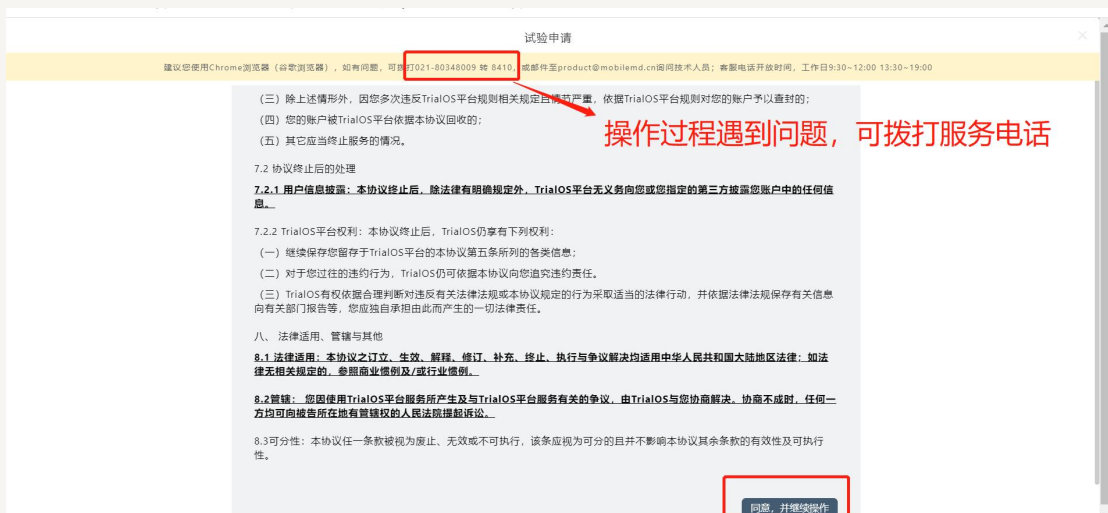 试验申请
建议您使用Chrome浏览器（谷歌浏览器），如有问题，可拨打021-80348009 转 8410，或邮件至product@mobilemd.cn询问技术人员；客服电话开放时间，工作日9:30~12:00 13:30~19:00
（三）除上述情形外，因您多次违反TrialOS平台规则相关规定且情节严重，依据TrialOS平台规则对您的账户予以查封的；
（四）您的账户被TrialOS平台依据本协议回收的；
（五）其它应当终止服务的情况。
操作过程遇到问题，可拨打服务电话
7.2 协议终止后的处理
7.2.1 用户信息披露：本协议终止后，除法律有明确规定外，TrialOS平台无义务向您或您指定的第三方披露您账户中的任何信
息。
7.2.2 TrialOS平台权利：本协议终止后，TrialOS仍享有下列权利：
（一）继续保存您留存于TrialOS平台的本协议第五条所列的各类信息；
（二）对于您过往的违约行为，TrialOS仍可依据本协议向您追究违约责任。
（三）TrialOS有权依据合理判断对违反有关法律法规或本协议规定的行为采取适当的法律行动，并依据法律法规保存有关信息
向有关部门报告等，您应独自承担由此而产生的一切法律责任。
八、 法律适用、管辖与其他
8.1 法律适用：本协议之订立、生效、解释、修订、补充、终止、执行与争议解决均适用中华人民共和国大陆地区法律；如法
律无相关规定的，参照商业惯例及/或行业惯例。
8.2管辖： 您因使用TrialOS平台服务所产生及与TrialOS平台服务有关的争议，由TrialOS与您协商解决。协商不成时，任何一
方均可向被告所在地有管辖权的人民法院提起诉讼。
8.3可分性：本协议任一条款被视为废止、无效或不可执行，该条应视为可分的且并不影响本协议其余条款的有效性及可执行
性。
同意，并继续操作